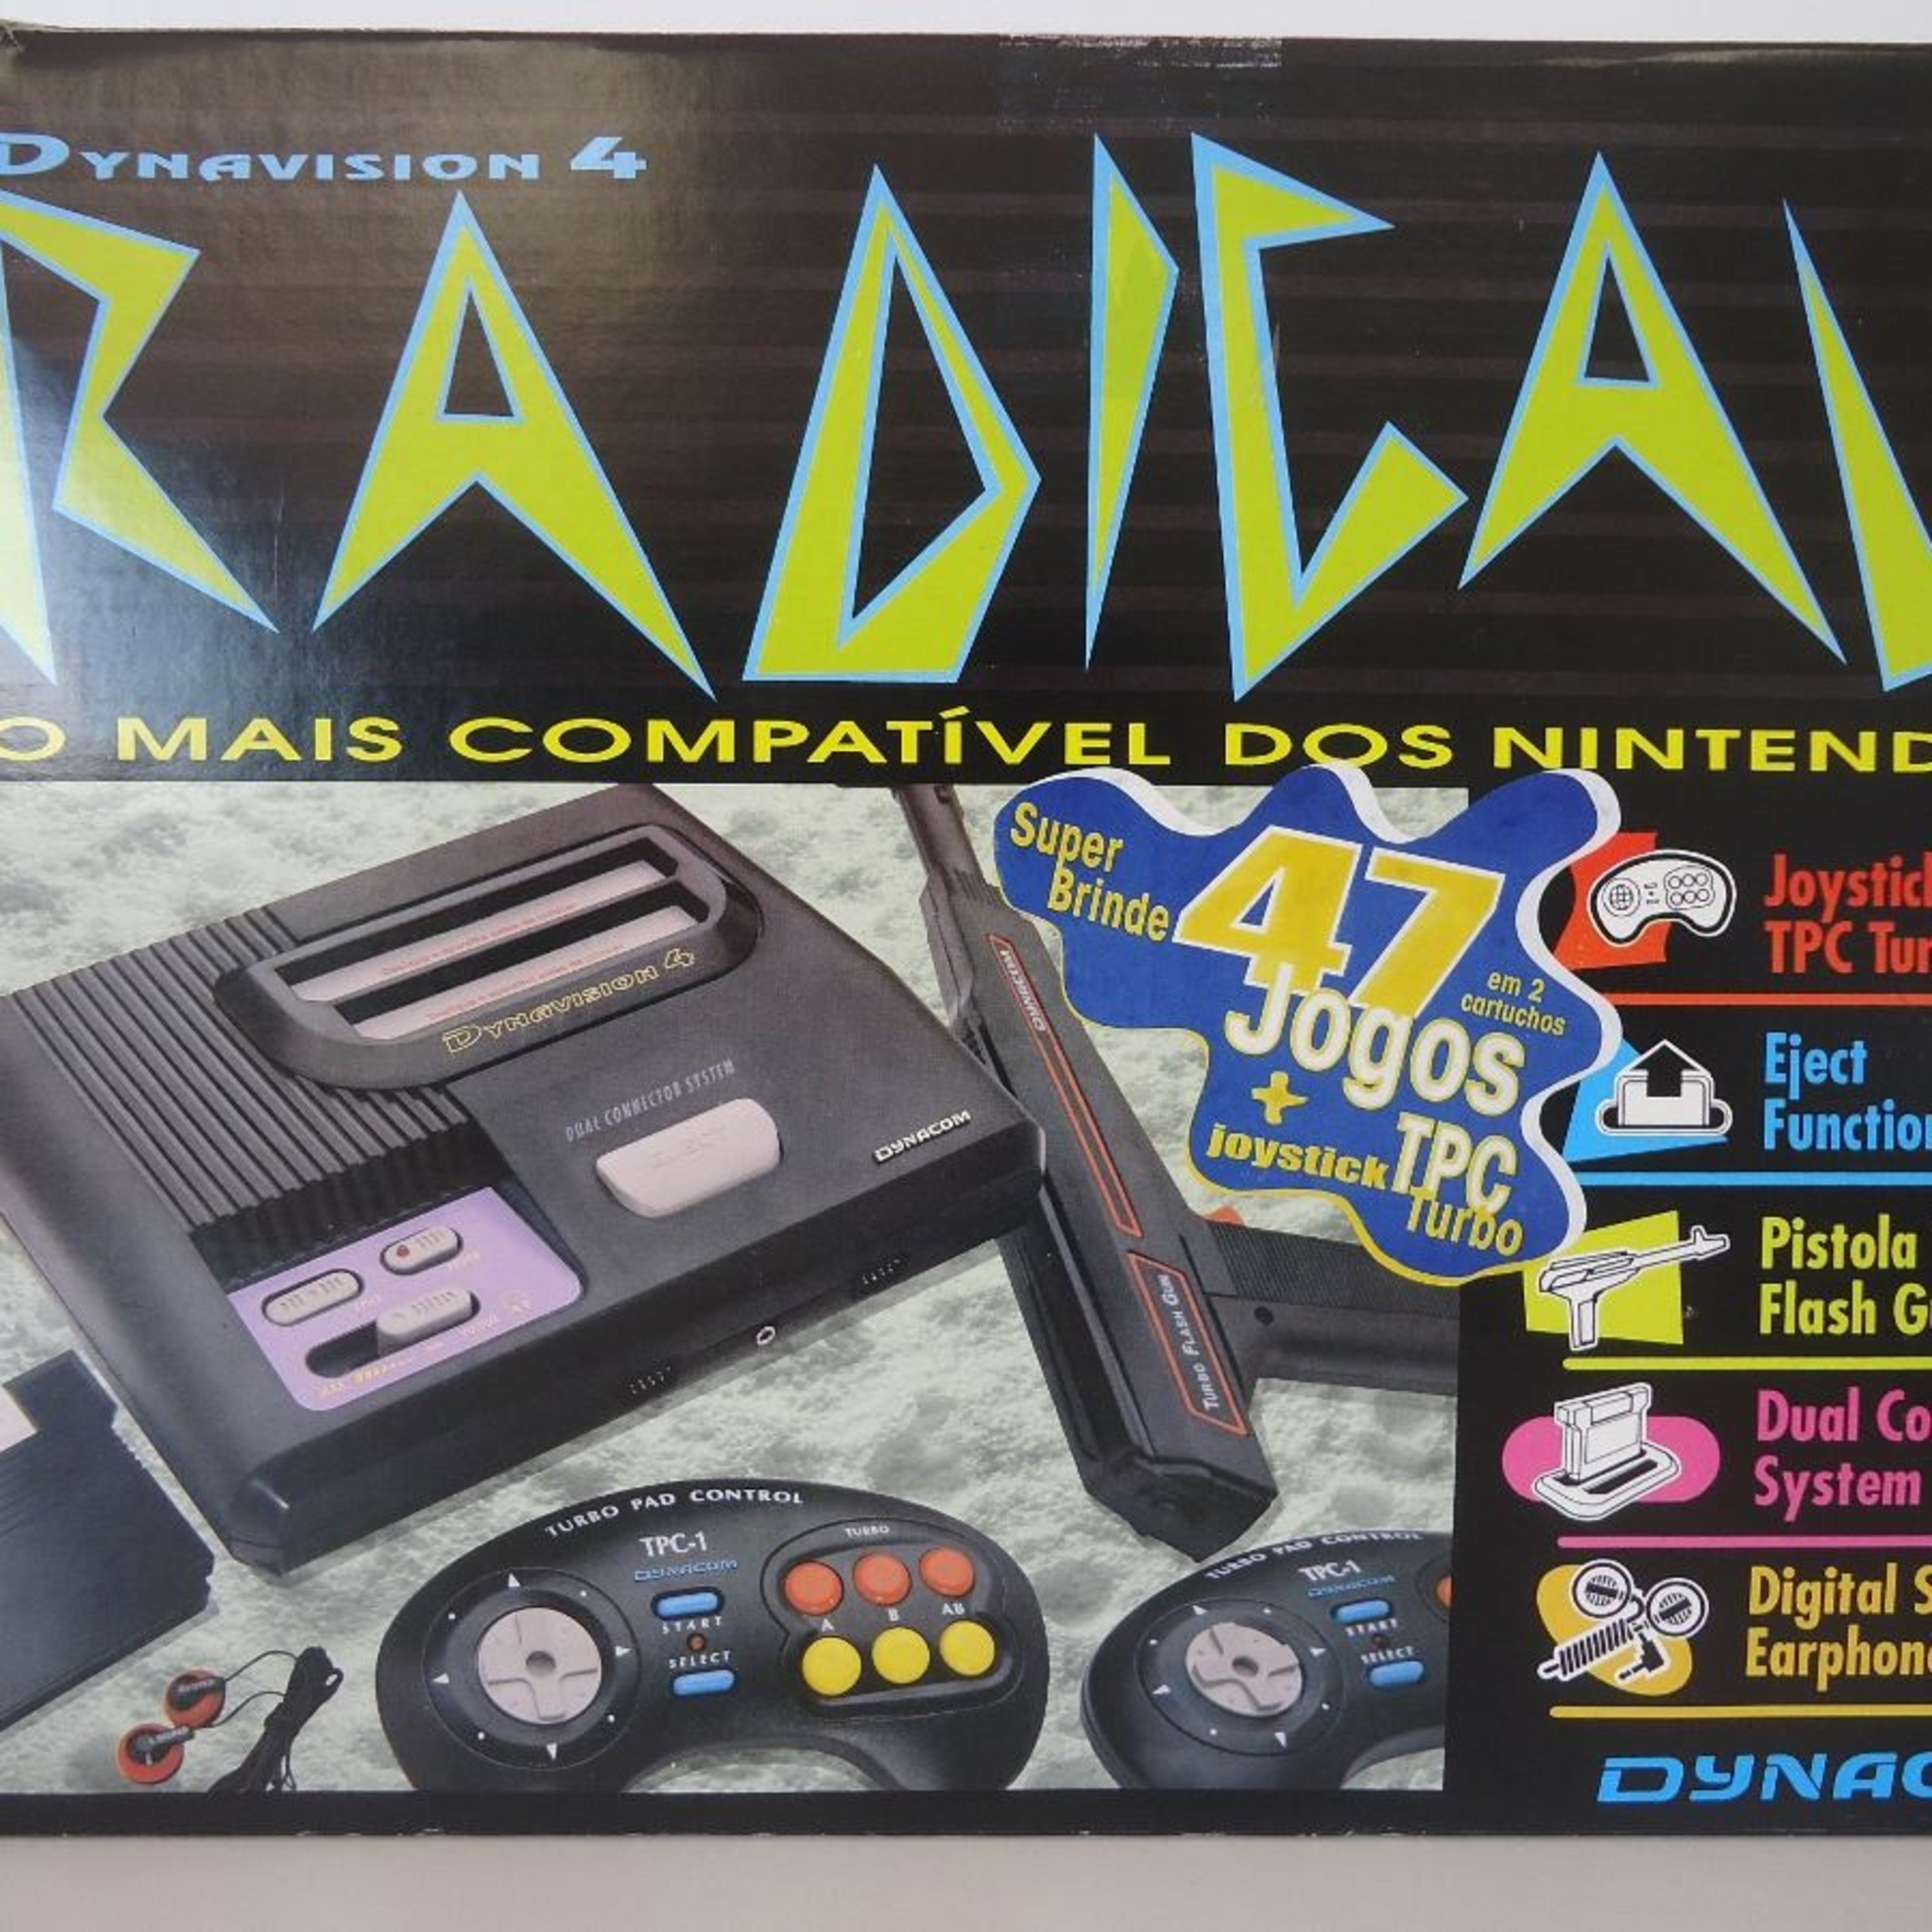 DYNAVISION 4
RADICAL
O MAIS COMPATÍVEL DOS NINTEND
Super
Brinde
47
Jogos
em 2
cartuchos
+
joystick TPC
Turbo
DYNAVISION 4
DUAL CONNECTOR SYSTEM
EJECT
DYNACOM
DYNACOM
TURBO FLASH GUN
TURBO PAD CONTROL
TPC-1
DYNACOM
START
SELECT
TURBO
A B AB
TURBO PAD CONTROL
TPC-1
DYNACOM
START
SELECT
Joystick
TPC Tur
Eject
Function
Pistola
Flash G
Dual Co
System
Digital S
Earphon
DYNAC